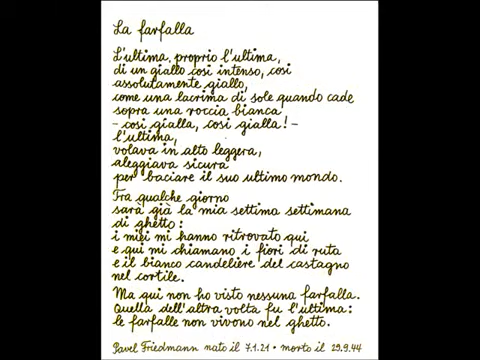 La farfalla
L'ultima, proprio l'ultima,
di un giallo così intenso, così
assolutamente giallo,
come una lacrima di sole quando cade
sopra una roccia bianca
- così gialla, così gialla! -
l'ultima,
volava in alto leggera,
aleggiava sicura
per baciare il suo ultimo mondo.
Fra qualche giorno
sarà già la mia settima settimana
di ghetto:
i miei mi hanno ritrovato qui
e qui mi chiamano i fiori di ruta
e il bianco candeliere del castagno
nel cortile.
Ma qui non ho visto nessuna farfalla.
Quella dell'altra volta fu l'ultima:
le farfalle non vivono nel ghetto.
Pavel Friedmann nato il 7.1.21 • morto il 29.9.44